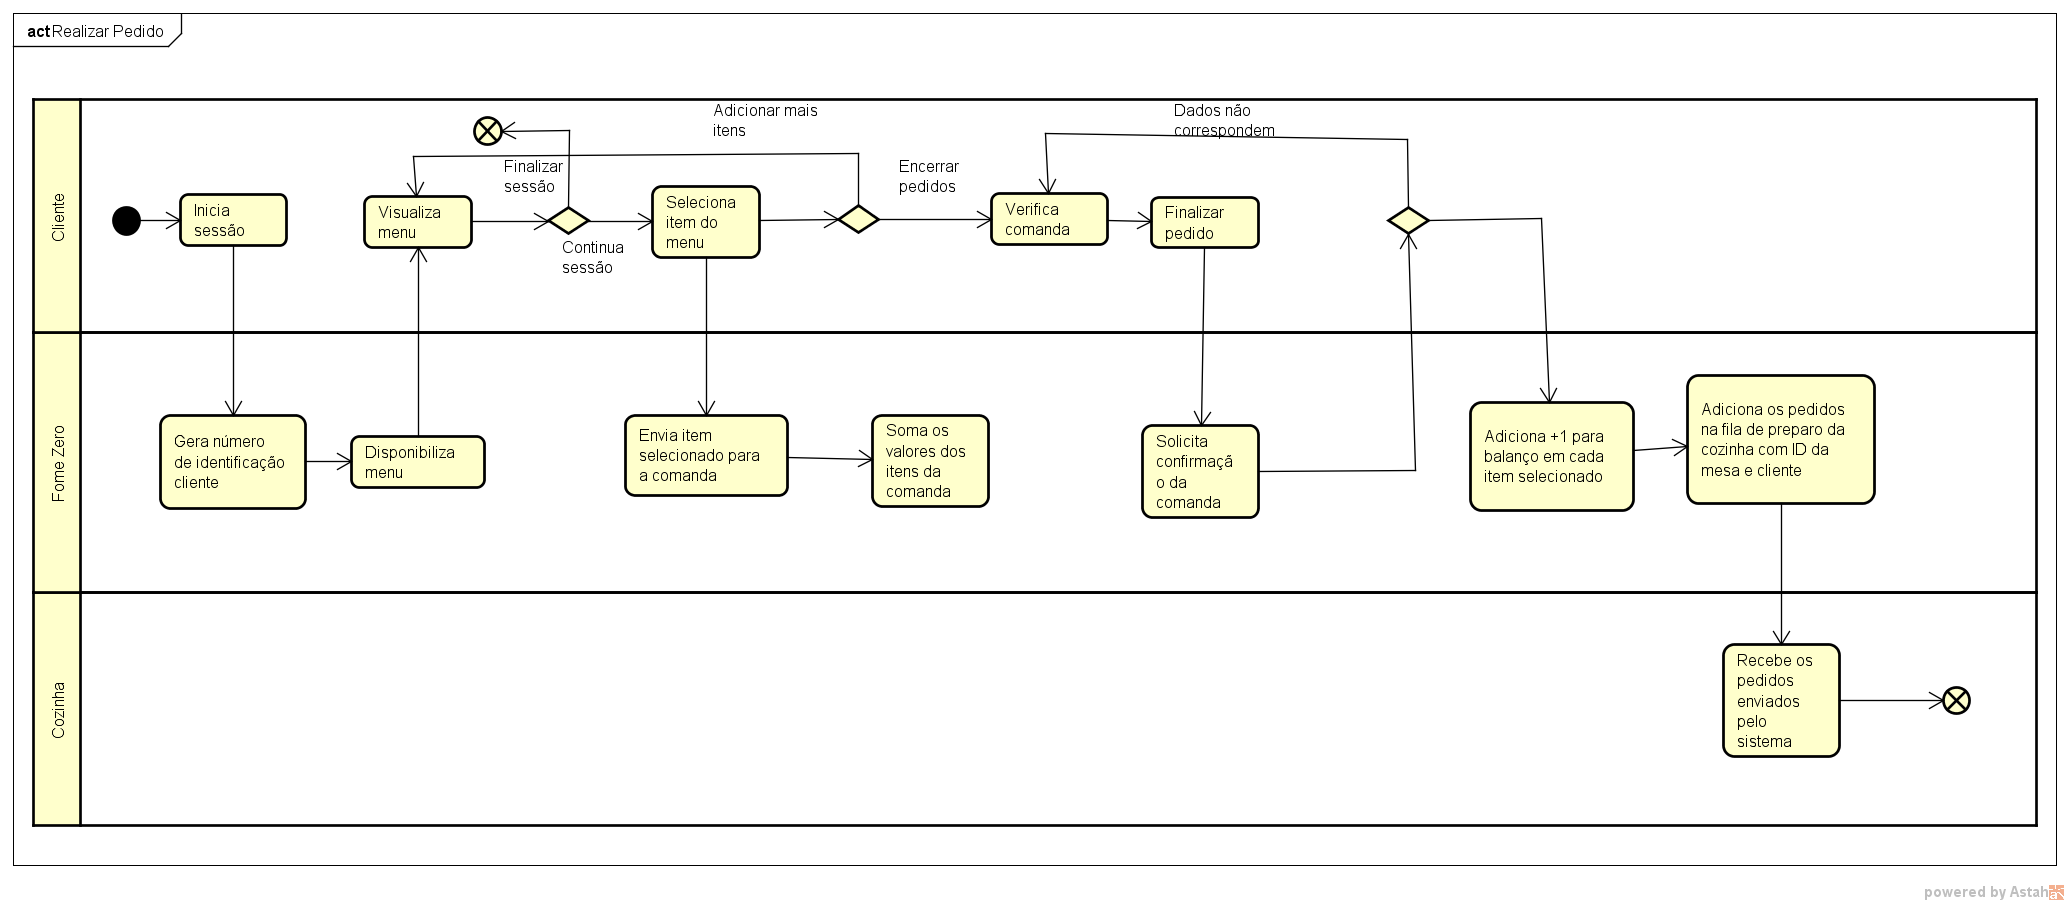 act Realizar Pedido
Cliente
Adicionar mais
itens
Dados não
correspondem
Finalizar
sessão
Encerrar
pedidos
Inicia
sessão
Visualiza
menu
Continua
sessão
Seleciona
item do
menu
Verifica
comanda
Finalizar
pedido
Fome Zero
Gera número
de identificação
cliente
Disponibiliza
menu
Envia item
selecionado para
a comanda
Soma os
valores dos
itens da
comanda
Solicita
confirmaçã
o da
comanda
Adiciona +1 para
balanço em cada
item selecionado
Adiciona os pedidos
na fila de preparo da
cozinha com ID da
mesa e cliente
Cozinha
Recebe os
pedidos
enviados
pelo
sistema
powered by Astah